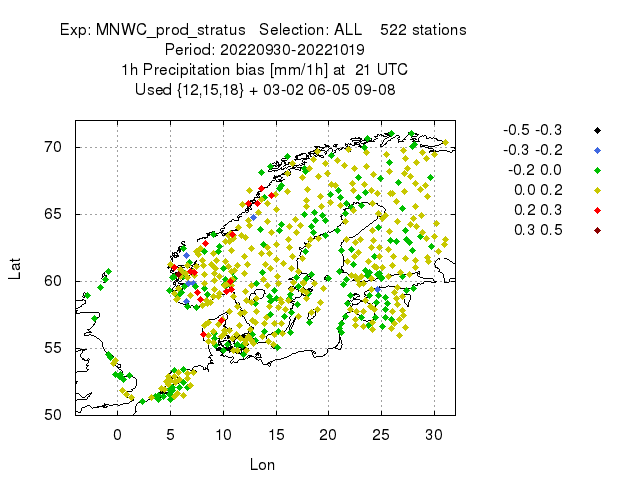 Exp: MNWC_prod_stratus   Selection: ALL    522 stations
Period: 20220930-20221019
1h Precipitation bias [mm/1h] at  21 UTC
Used {12,15,18} + 03-02 06-05 09-08
-0.5 -0.3
-0.3 -0.2
-0.2 0.0
0.0 0.2
0.2 0.3
0.3 0.5
Lat
70
65
60
55
50
0 5 10 15 20 25 30
Lon